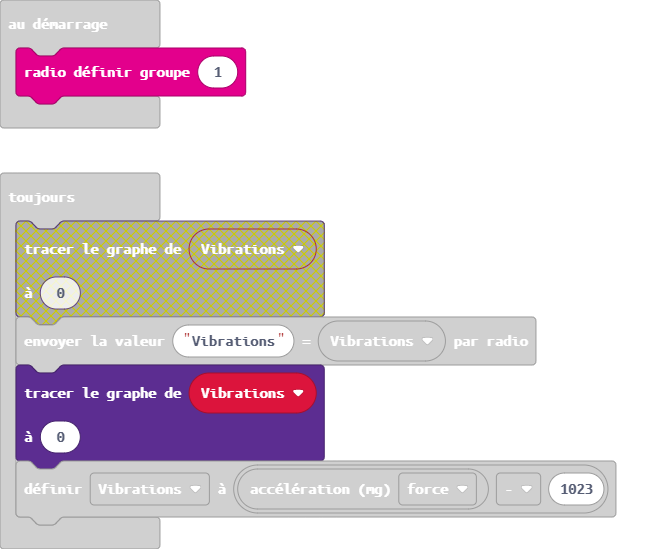 au démarrage
radio définir groupe 1
toujours
tracer le graphe de Vibrations
à 0
envoyer la valeur "Vibrations" = Vibrations par radio
tracer le graphe de Vibrations
à 0
définir Vibrations à accélération (mg) force - 1023